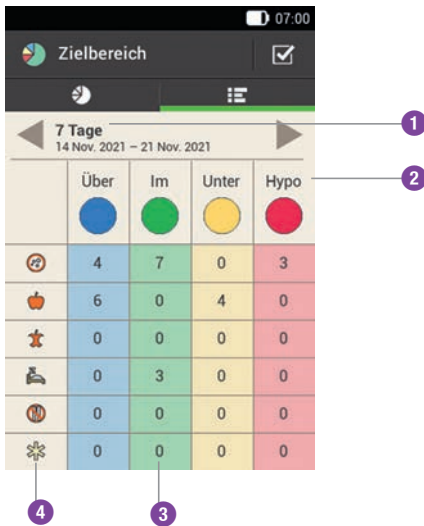 07:00
Zielbereich
7 Tage
14 Nov. 2021 – 21 Nov. 2021
Über Im Unter Hypo
4 7 0 3
6 0 4 0
0 0 0 0
0 3 0 0
0 0 0 0
0 0 0 0
1
2
4 3